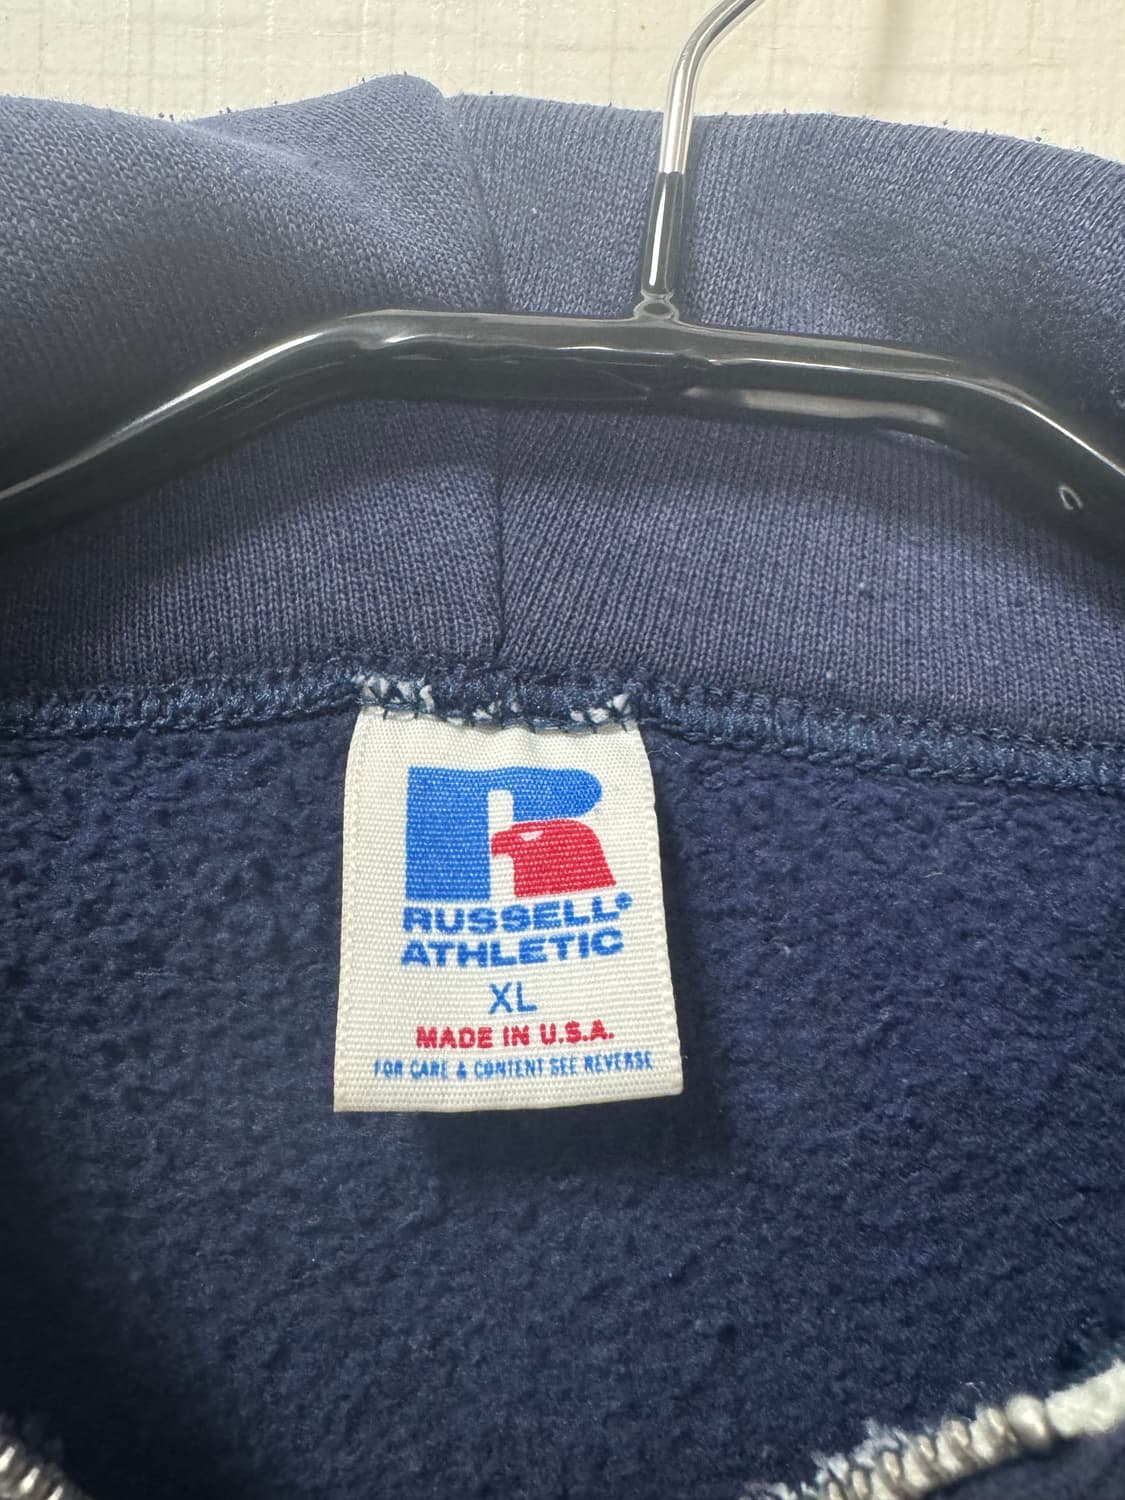 R
RUSSELL®
ATHLETIC
XL
MADE IN U.S.A.
FOR CARE & CONTENT SEE REVERSE